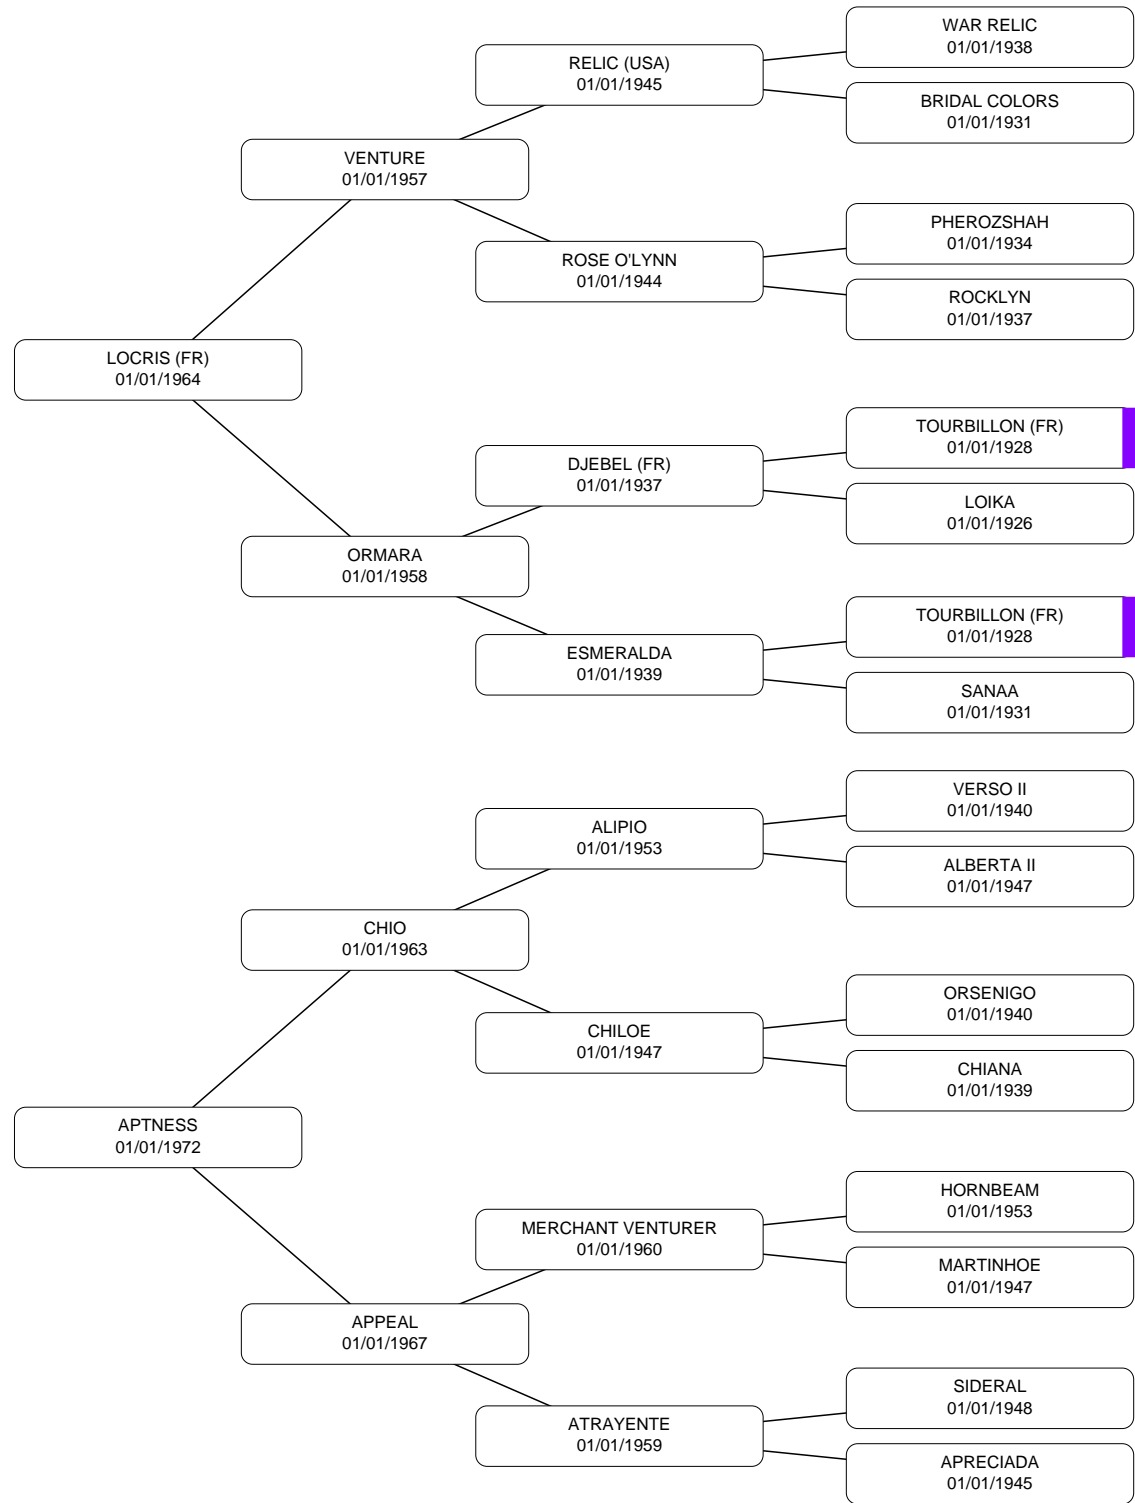 WAR RELIC
01/01/1938
RELIC (USA)
01/01/1945
BRIDAL COLORS
01/01/1931
VENTURE
01/01/1957
PHEROZSHAH
01/01/1934
ROSE O'LYNN
01/01/1944
ROCKLYN
01/01/1937
LOCRIS (FR)
01/01/1964
TOURBILLON (FR)
01/01/1928
DJEBEL (FR)
01/01/1937
LOIKA
01/01/1926
ORMARA
01/01/1958
TOURBILLON (FR)
01/01/1928
ESMERALDA
01/01/1939
SANAA
01/01/1931
VERSO II
01/01/1940
ALIPIO
01/01/1953
ALBERTA II
01/01/1947
CHIO
01/01/1963
ORSENIGO
01/01/1940
CHILOE
01/01/1947
CHIANA
01/01/1939
APTNESS
01/01/1972
HORNBEAM
01/01/1953
MERCHANT VENTURER
01/01/1960
MARTINHOE
01/01/1947
APPEAL
01/01/1967
SIDERAL
01/01/1948
ATRAYENTE
01/01/1959
APRECIADA
01/01/1945